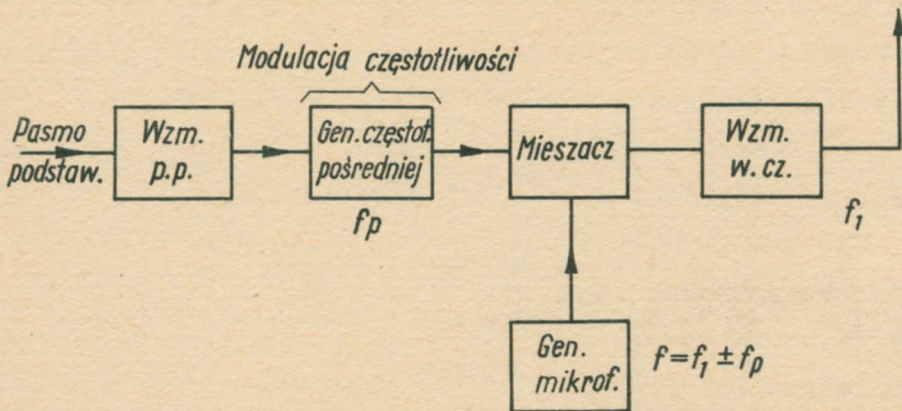 Modulacja częstotliwości
Pasmo
podstaw.
Wzm.
p.p.
Gen. częstot.
pośredniej
fp
Mieszacz
Wzm.
w. cz.
f₁
Gen.
mikrof.
f = f₁ ± fp